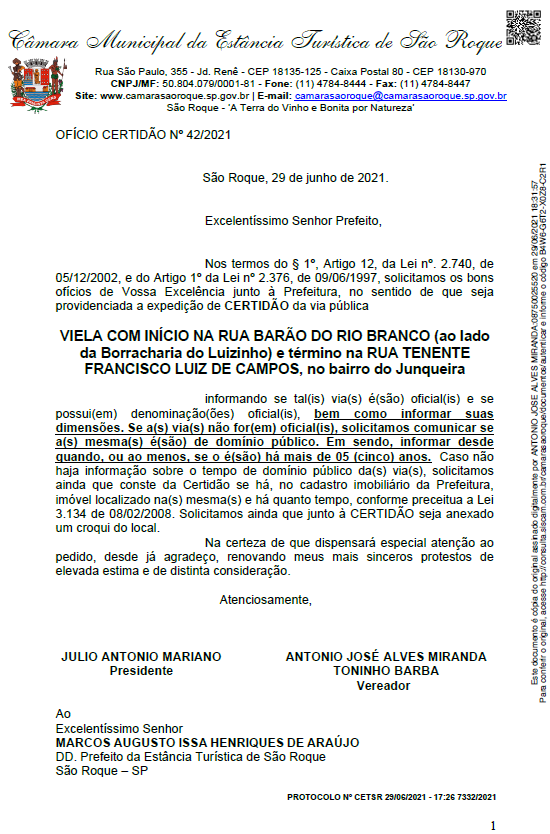 Câmara Municipal da Estância Turística de São Roque
Rua São Paulo, 355 - Jd. Renê - CEP 18135-125 - Caixa Postal 80 - CEP 18130-970
CNPJ/MF: 50.804.079/0001-81 - Fone: (11) 4784-8444 - Fax: (11) 4784-8447
Site: www.camarasaoroque.sp.gov.br | E-mail: camarasaoroque@camarasaoroque.sp.gov.br
São Roque - 'A Terra do Vinho e Bonita por Natureza'
OFÍCIO CERTIDÃO Nº 42/2021
São Roque, 29 de junho de 2021.
Excelentíssimo Senhor Prefeito,
Nos termos do § 1º, Artigo 12, da Lei nº. 2.740, de
05/12/2002, e do Artigo 1º da Lei nº 2.376, de 09/06/1997, solicitamos os bons
ofícios de Vossa Excelência junto à Prefeitura, no sentido de que seja
providenciada a expedição de CERTIDÃO da via pública
VIELA COM INÍCIO NA RUA BARÃO DO RIO BRANCO (ao lado
da Borracharia do Luizinho) e término na RUA TENENTE
FRANCISCO LUIZ DE CAMPOS, no bairro do Junqueira
informando se tal(is) via(s) é(são) oficial(is) e se
possui(em) denominação(ões) oficial(is), bem como informar suas
dimensões. Se a(s) via(s) não for(em) oficial(is), solicitamos comunicar se
a(s) mesma(s) é(são) de domínio público. Em sendo, informar desde
quando, ou ao menos, se o é(são) há mais de 05 (cinco) anos. Caso não
haja informação sobre o tempo de domínio público da(s) via(s), solicitamos
ainda que conste da Certidão se há, no cadastro imobiliário da Prefeitura,
imóvel localizado na(s) mesma(s) e há quanto tempo, conforme preceitua a Lei
3.134 de 08/02/2008. Solicitamos ainda que junto à CERTIDÃO seja anexado
um croqui do local.
Na certeza de que dispensará especial atenção ao
pedido, desde já agradeço, renovando meus mais sinceros protestos de
elevada estima e de distinta consideração.
Atenciosamente,
JULIO ANTONIO MARIANO
Presidente
ANTONIO JOSÉ ALVES MIRANDA
TONINHO BARBA
Vereador
Ao
Excelentíssimo Senhor
MARCOS AUGUSTO ISSA HENRIQUES DE ARAÚJO
DD. Prefeito da Estância Turística de São Roque
São Roque – SP
PROTOCOLO Nº CETSR 29/06/2021 - 17:26 7332/2021
1
Este documento é cópia do original assinado digitalmente por ANTONIO JOSE ALVES MIRANDA:08750029520 em 29/06/2021 18:31:57.
Para conferir o original, acesse http://consulta.siscam.com.br/camarasaoroque/documentos/autenticar e informe o código